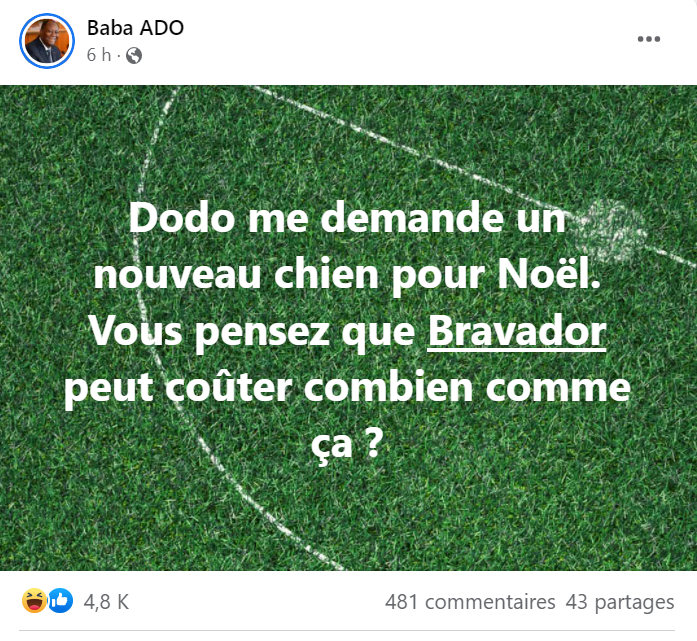 Baba ADO
6 h ·
Dodo me demande un
nouveau chien pour Noël.
Vous pensez que Bravador
peut coûter combien comme
ça ?
4,8 K
481 commentaires 43 partages